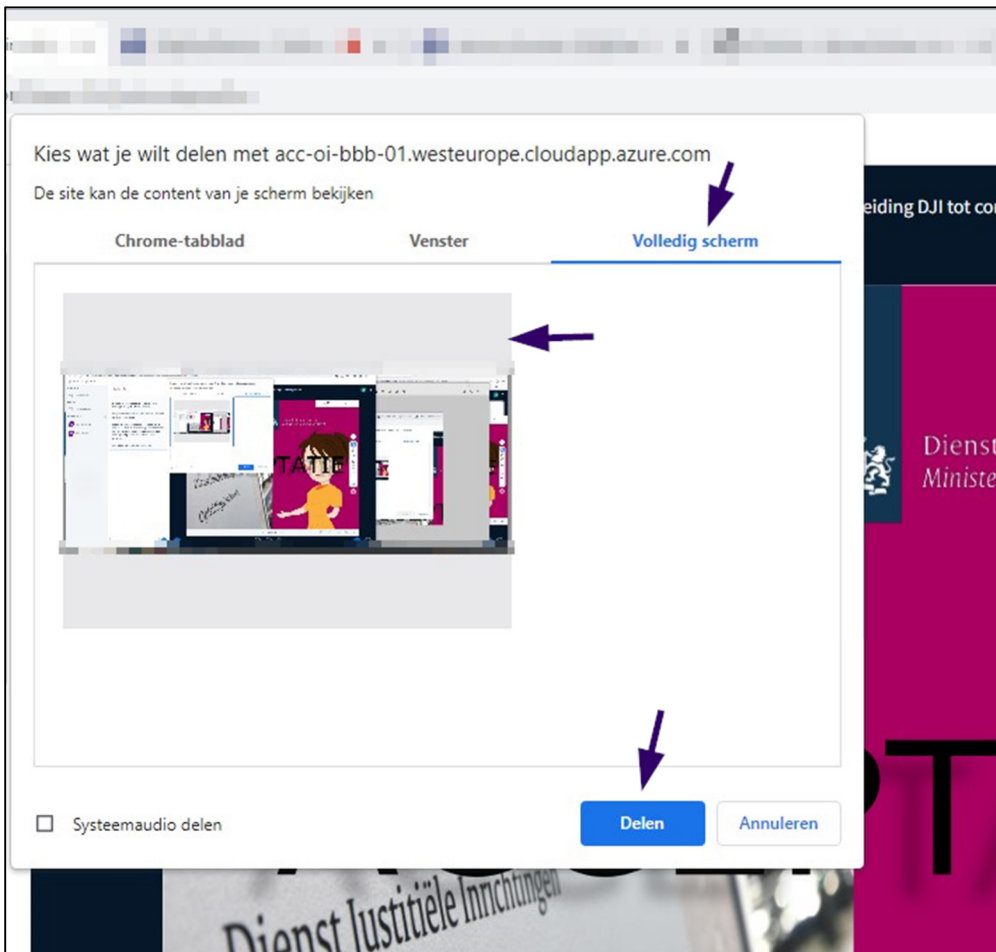 Kies wat je wilt delen met acc-oi-bbb-01.westeurope.cloudapp.azure.com
De site kan de content van je scherm bekijken
eiding DJI tot co
Chrome-tabblad
Venster
Volledig scherm
TATIE
Dienst
Ministe
Systeemaudio delen
Delen
Annuleren
Dienst Justitiële Inrichtingen